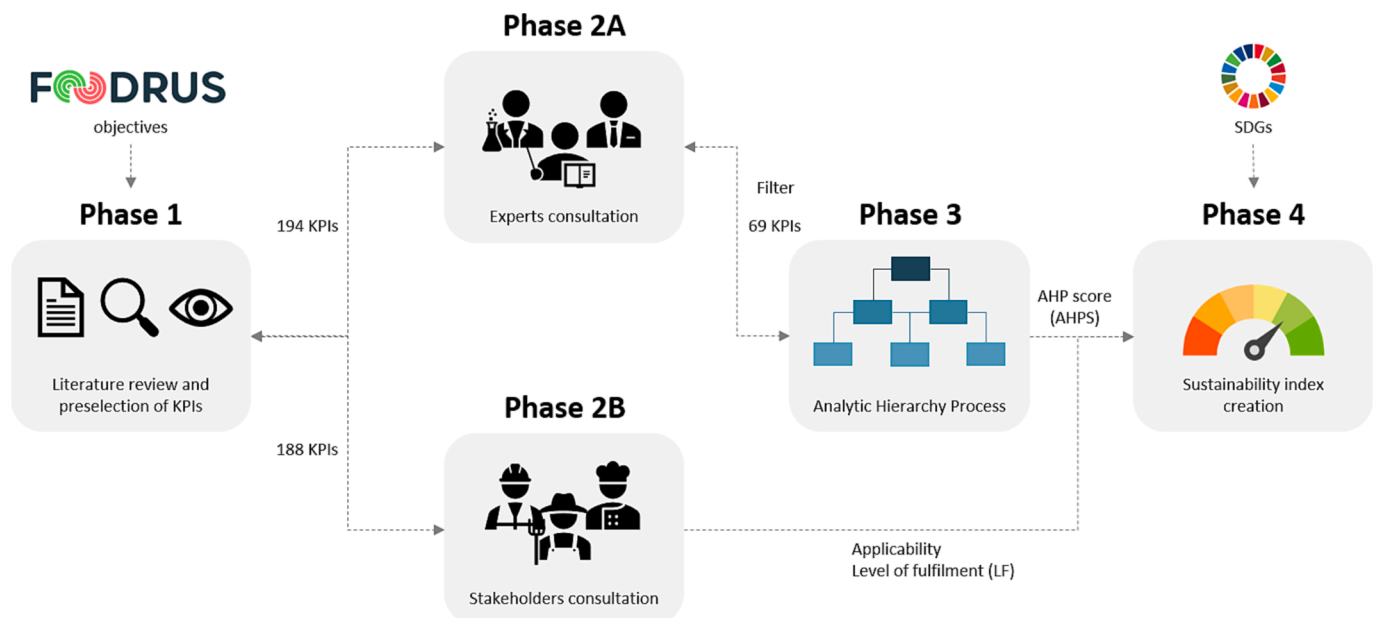 FOODRUS
objectives
Phase 1
Literature review and
preselection of KPIs
194 KPIs
188 KPIs
Phase 2A
Experts consultation
Phase 2B
Stakeholders consultation
Filter
69 KPIs
Phase 3
Analytic Hierarchy Process
AHP score
(AHPS)
Applicability
Level of fulfilment (LF)
SDGs
Phase 4
Sustainability index
creation